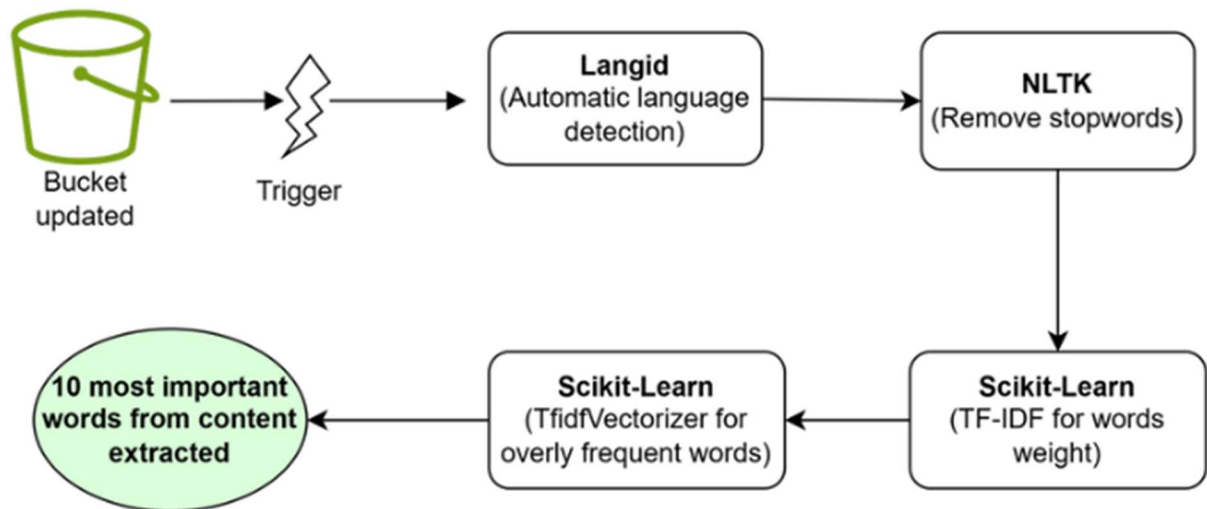 Bucket
updated
Trigger
Langid
(Automatic language
detection)
NLTK
(Remove stopwords)
Scikit-Learn
(TF-IDF for words
weight)
Scikit-Learn
(TfidfVectorizer for
overly frequent words)
10 most important
words from content
extracted